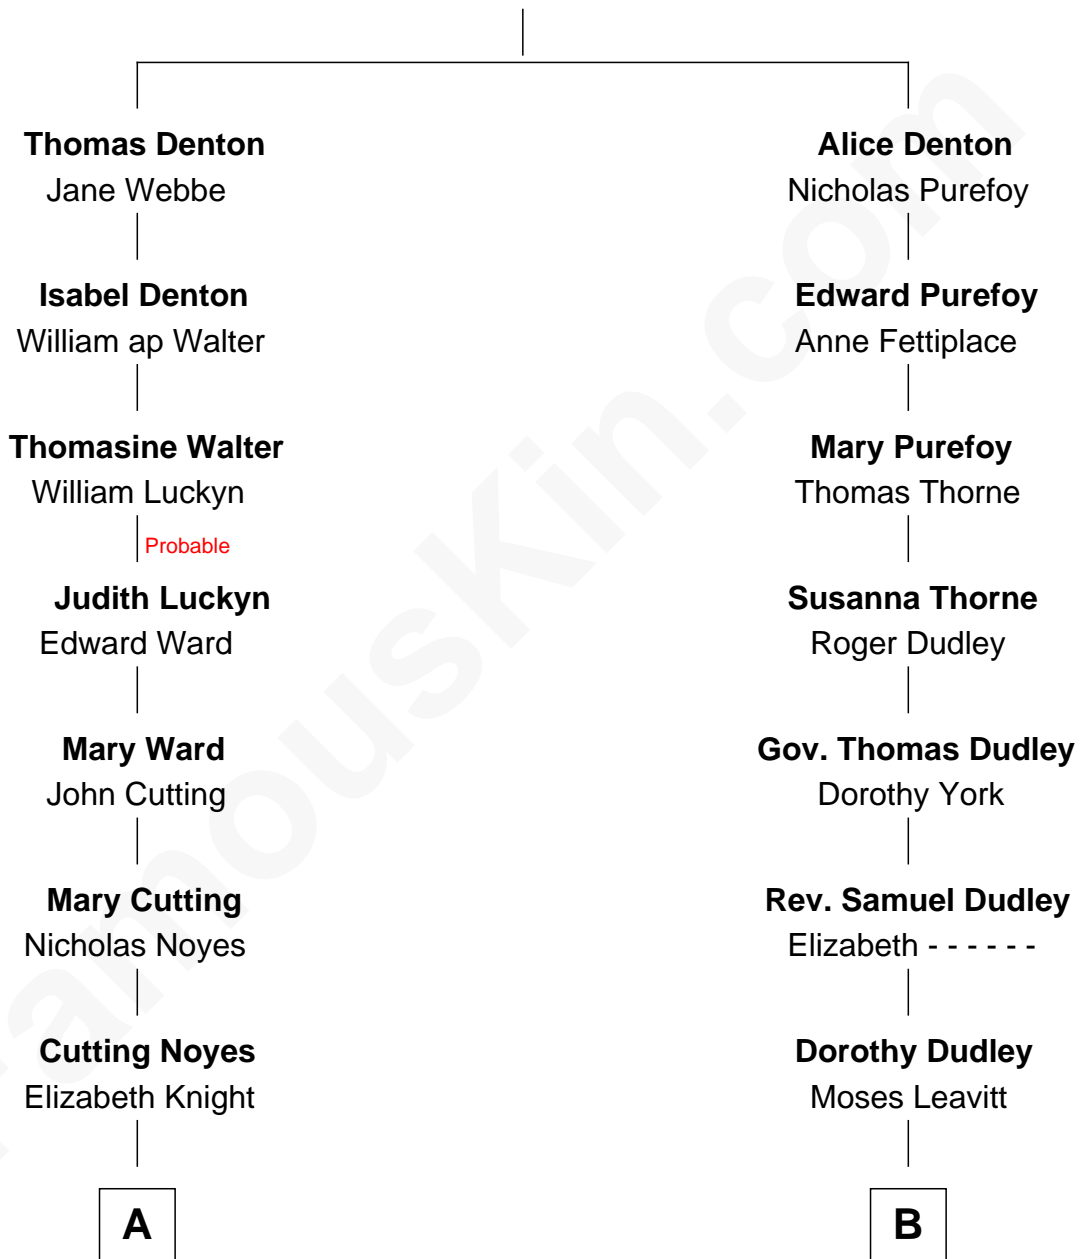 Thomas Denton
Jane Webbe
Isabel Denton
William ap Walter
Thomasine Walter
William Luckyn
Probable
Judith Luckyn
Edward Ward
Mary Ward
John Cutting
Mary Cutting
Nicholas Noyes
Cutting Noyes
Elizabeth Knight
A
Alice Denton
Nicholas Purefoy
Edward Purefoy
Anne Fettiplace
Mary Purefoy
Thomas Thorne
Susanna Thorne
Roger Dudley
Gov. Thomas Dudley
Dorothy York
Rev. Samuel Dudley
Elizabeth - - - - - -
Dorothy Dudley
Moses Leavitt
B
FamousKin.com